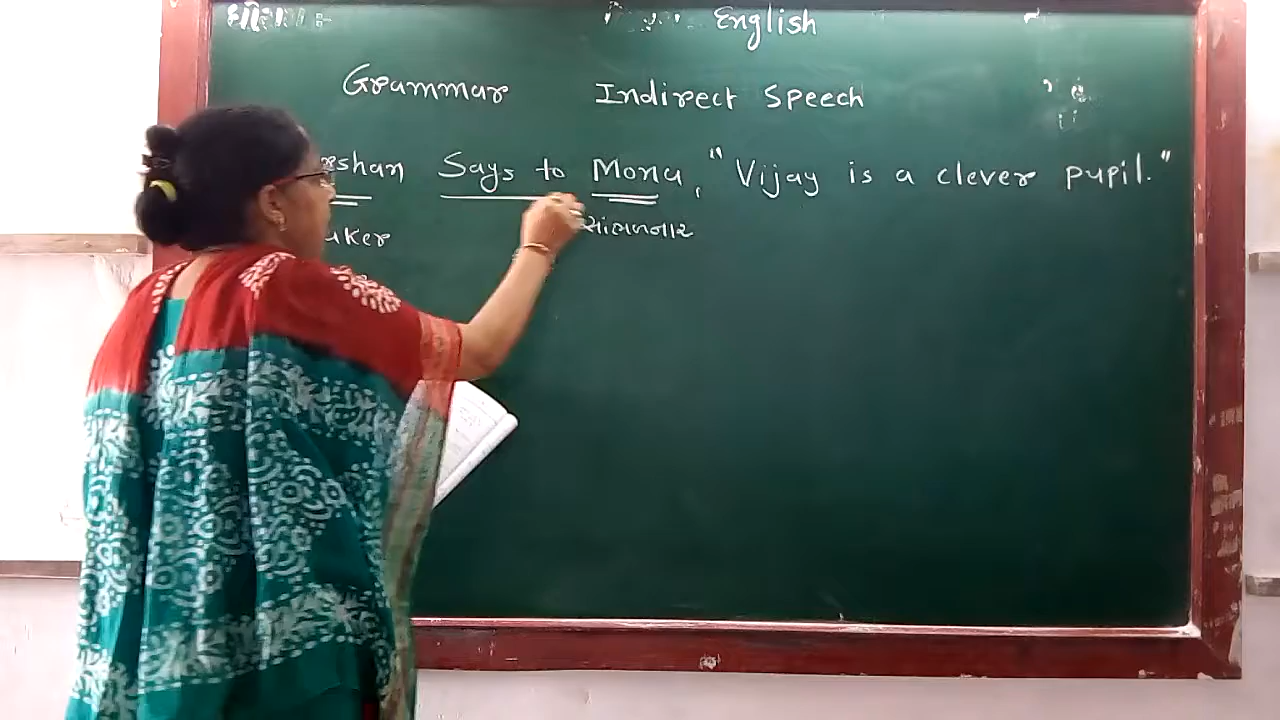 English
Grammar Indirect Speech
Says to Mona, "Vijay is a clever pupil."
સાંભળનાર